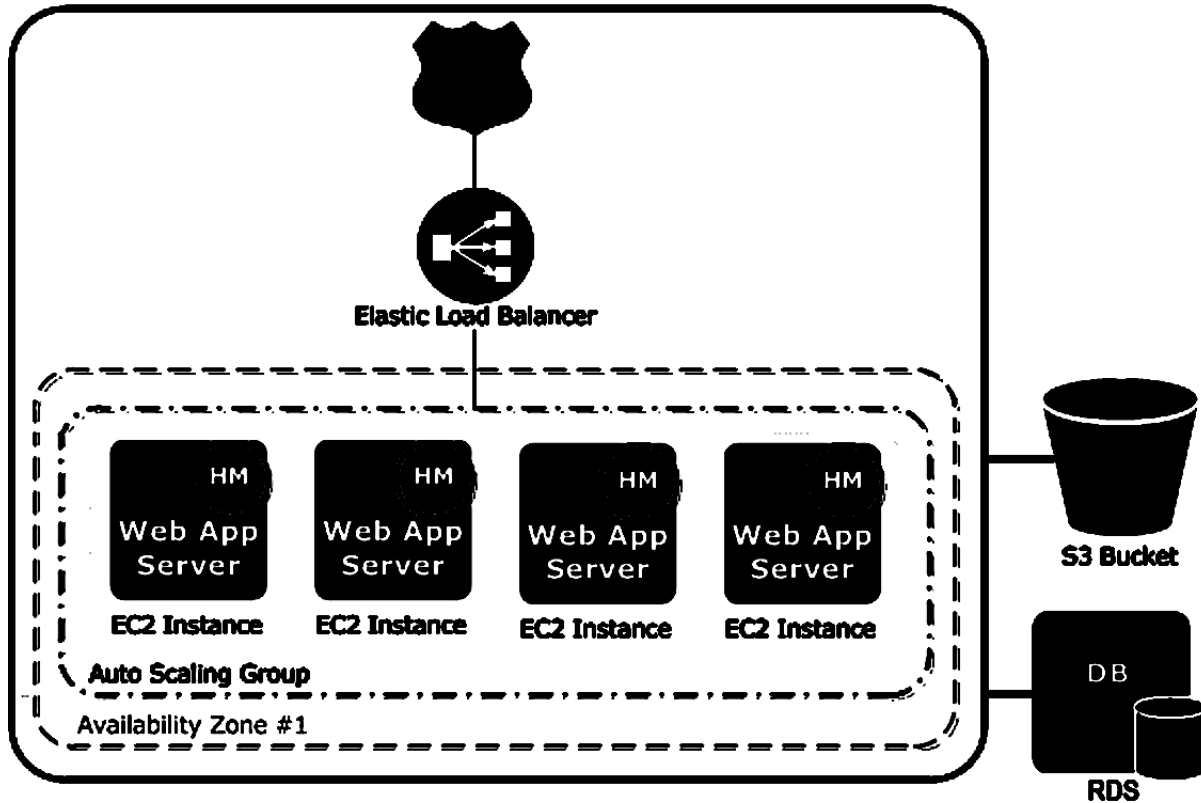 Elastic Load Balancer
HM
Web App
Server
EC2 Instance
HM
Web App
Server
EC2 Instance
HM
Web App
Server
EC2 Instance
HM
Web App
Server
EC2 Instance
Auto Scaling Group
Availability Zone #1
S3 Bucket
DB
RDS